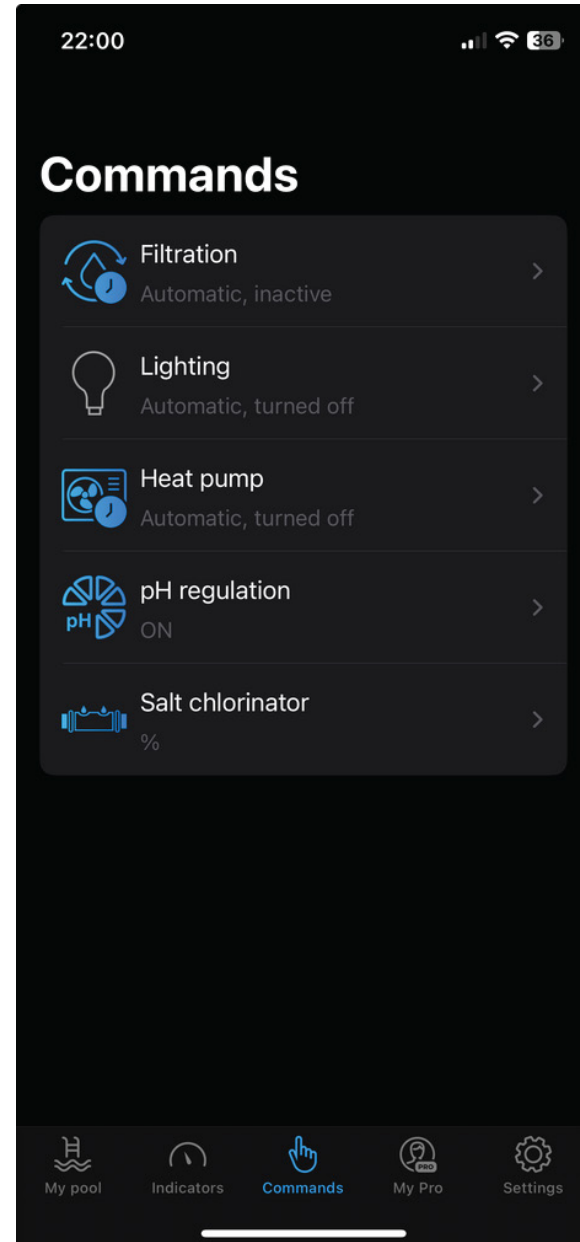 22:00
36
Commands
Filtration
Automatic, inactive
Lighting
Automatic, turned off
Heat pump
Automatic, turned off
pH
pH regulation
ON
Salt chlorinator
%
PRO
My pool
Indicators
Commands
My Pro
Settings